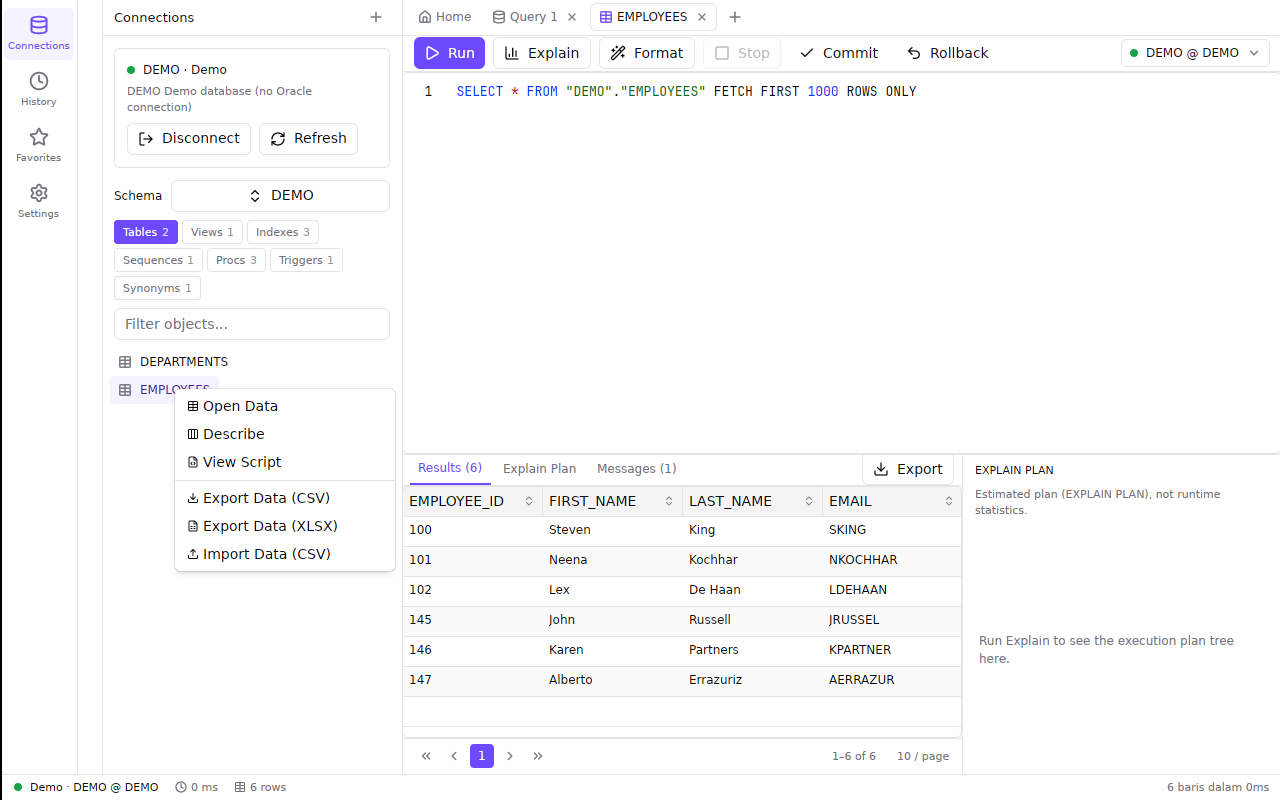 Connections
History
Favorites
Settings
Connections
DEMO · Demo
DEMO Demo database (no Oracle
connection)
Disconnect
Refresh
Schema
DEMO
Tables 2
Views 1
Indexes 3
Sequences 1
Procs 3
Triggers 1
Synonyms 1
Filter objects...
DEPARTMENTS
EMPLOYEES
Open Data
Describe
View Script
Export Data (CSV)
Export Data (XLSX)
Import Data (CSV)
Home
Query 1
EMPLOYEES
Run
Explain
Format
Stop
Commit
Rollback
DEMO @ DEMO
1 SELECT * FROM "DEMO"."EMPLOYEES" FETCH FIRST 1000 ROWS ONLY
Results (6)
Explain Plan
Messages (1)
Export
EMPLOYEE_ID FIRST_NAME LAST_NAME EMAIL
100 Steven King SKING
101 Neena Kochhar NKOCHHAR
102 Lex De Haan LDEHAAN
145 John Russell JRUSSEL
146 Karen Partners KPARTNER
147 Alberto Errazuriz AERRAZUR
1
1–6 of 6
10 / page
EXPLAIN PLAN
Estimated plan (EXPLAIN PLAN), not runtime
statistics.
Run Explain to see the execution plan tree
here.
Demo · DEMO @ DEMO
0 ms
6 rows
6 baris dalam 0ms